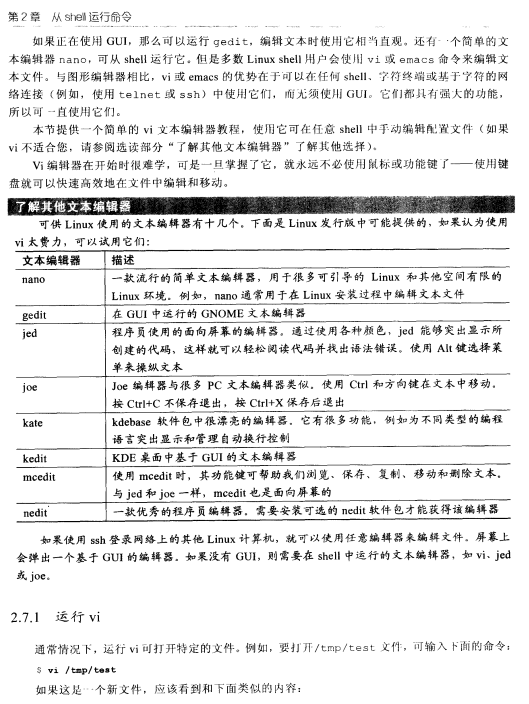 第 2 章 从 shell 运行命令
如果正在使用 GUI，那么可以运行 gedit，编辑文本时使用它相当直观。还有一个简单的文
本编辑器 nano，可从 shell 运行它。但是多数 Linux shell 用户会使用 vi 或 emacs 命令来编辑文
本文件。与图形编辑器相比，vi 或 emacs 的优势在于可以在任何 shell、字符终端或基于字符的网
络连接（例如，使用 telnet 或 ssh）中使用它们，而无须使用 GUI。它们都具有强大的功能，
所以可一直使用它们。
本节提供一个简单的 vi 文本编辑器教程，使用它可在任意 shell 中手动编辑配置文件（如果
vi 不适合您，请参阅选读部分“了解其他文本编辑器”了解其他选择）。
Vi 编辑器在开始时很难学，可是一旦掌握了它，就永远不必使用鼠标或功能键了——使用键
盘就可以快速高效地在文件中编辑和移动。
了解其他文本编辑器
可供 Linux 使用的文本编辑器有十几个。下面是 Linux 发行版中可能提供的，如果认为使用
vi 太费力，可以试用它们：
文本编辑器 描述
nano 一款流行的简单文本编辑器，用于很多可引导的 Linux 和其他空间有限的
Linux 环境。例如，nano 通常用于在 Linux 安装过程中编辑文本文件
gedit 在 GUI 中运行的 GNOME 文本编辑器
jed 程序员使用的面向屏幕的编辑器。通过使用各种颜色，jed 能够突出显示所
创建的代码，这样就可以轻松阅读代码并找出语法错误。使用 Alt 键选择菜
单来操纵文本
joe Joe 编辑器与很多 PC 文本编辑器类似。使用 Ctrl 和方向键在文本中移动。
按 Ctrl+C 不保存退出，按 Ctrl+X 保存后退出
kate kdebase 软件包中很漂亮的编辑器。它有很多功能，例如为不同类型的编程
语言突出显示和管理自动换行控制
kedit KDE 桌面中基于 GUI 的文本编辑器
mcedit 使用 mcedit 时，其功能键可帮助我们浏览、保存、复制、移动和删除文本。
与 jed 和 joe 一样，mcedit 也是面向屏幕的
nedit 一款优秀的程序员编辑器。需要安装可选的 nedit 软件包才能获得该编辑器
如果使用 ssh 登录网络上的其他 Linux 计算机，就可以使用任意编辑器来编辑文件。屏幕上
会弹出一个基于 GUI 的编辑器。如果没有 GUI，则需要在 shell 中运行的文本编辑器，如 vi、jed
或 joe。
2.7.1 运行 vi
通常情况下，运行 vi 可打开特定的文件。例如，要打开/tmp/test 文件，可输入下面的命令：
$ vi /tmp/test
如果这是一个新文件，应该看到和下面类似的内容：